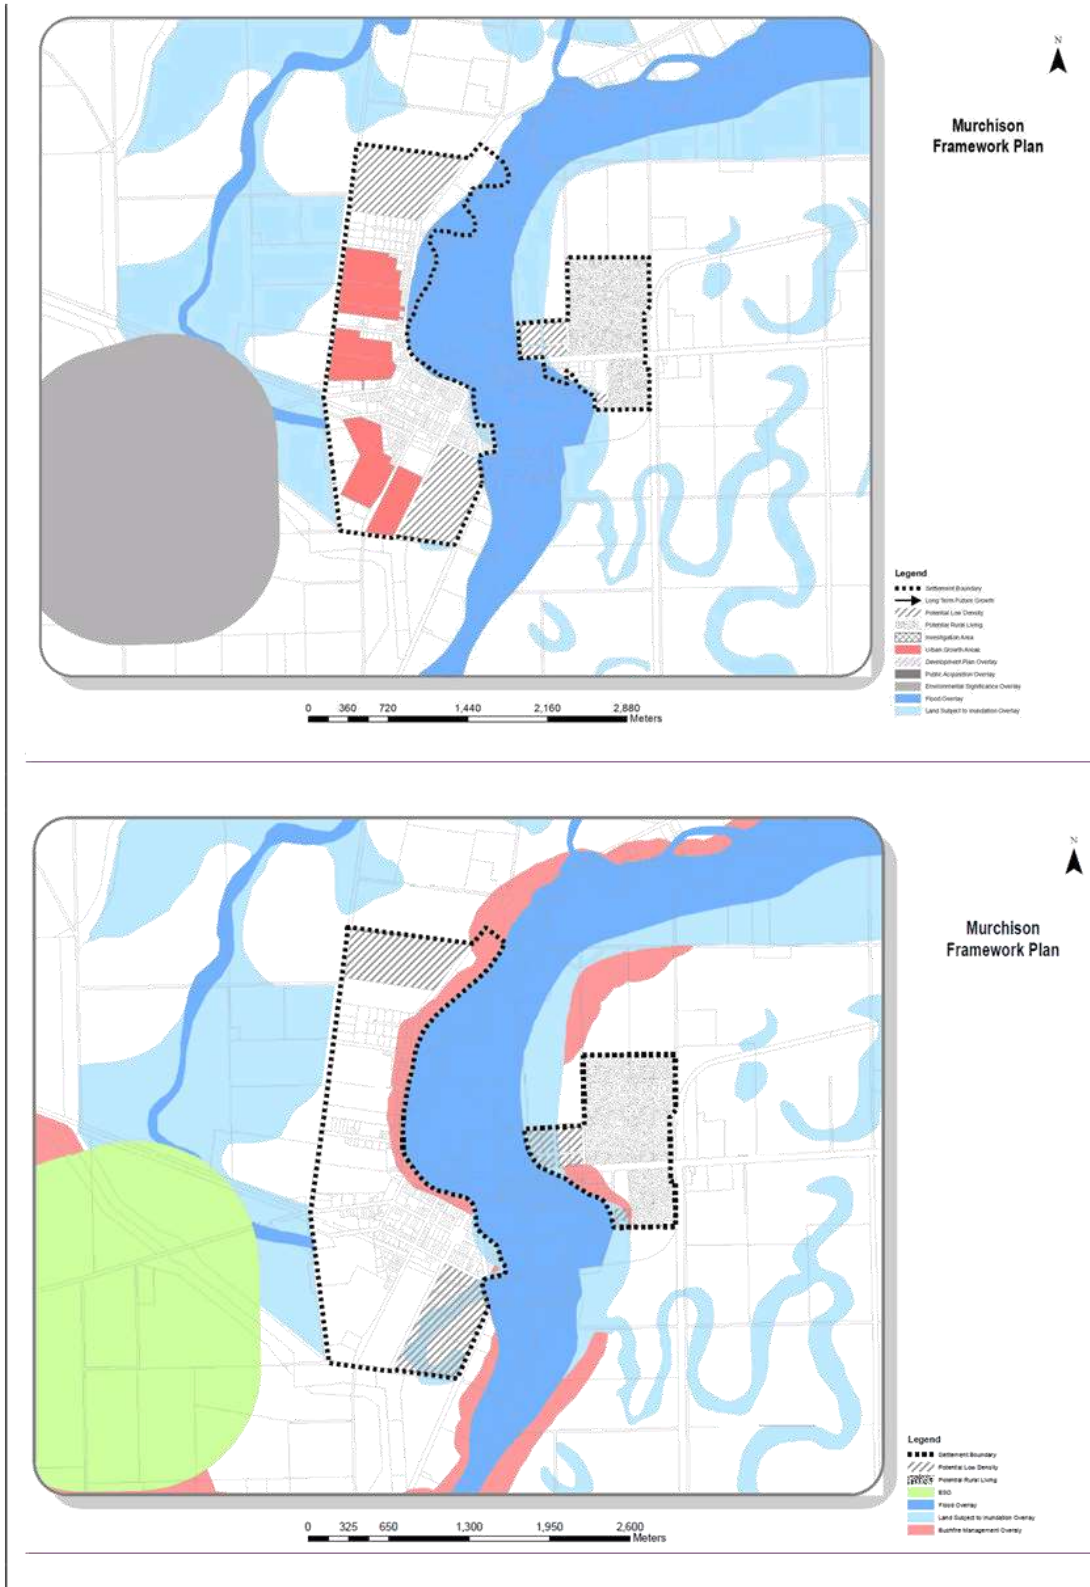 N
Murchison
Framework Plan
Legend
Settlement Boundary
Long Term Future Growth
Potential Low Density
Potential Rural Living
Investigation Area
Urban Growth Areas
Development Plan Overlay
Public Acquisition Overlay
Environmental Significance Overlay
Flood Overlay
Land Subject to Inundation Overlay
0 360 720 1,440 2,160 2,880
Meters
N
Murchison
Framework Plan
Legend
Settlement Boundary
Potential Low Density
Potential Rural Living
ESO
Flood Overlay
Land Subject to Inundation Overlay
Bushfire Management Overaly
0 325 650 1,300 1,950 2,600
Meters